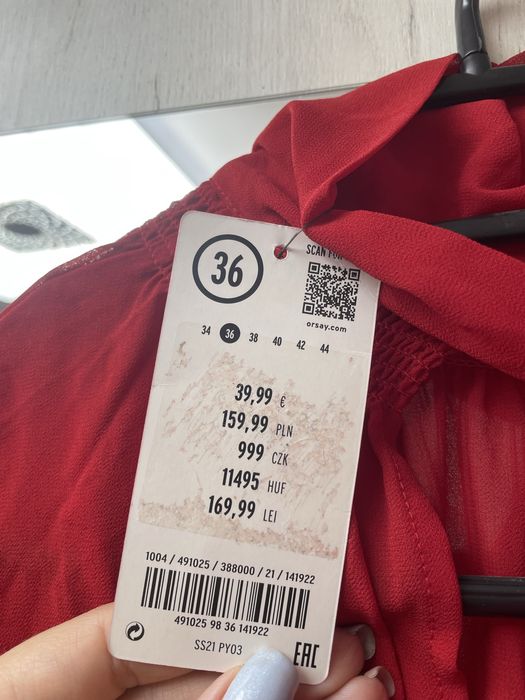 36
SCAN FOR
orsay.com
34 36 38 40 42 44
39,99 €
159,99 PLN
999 CZK
11495 HUF
169,99 LEI
1004 / 491025 / 388000 / 21 / 141922
491025 98 36 141922
SS21 PY03
EAC